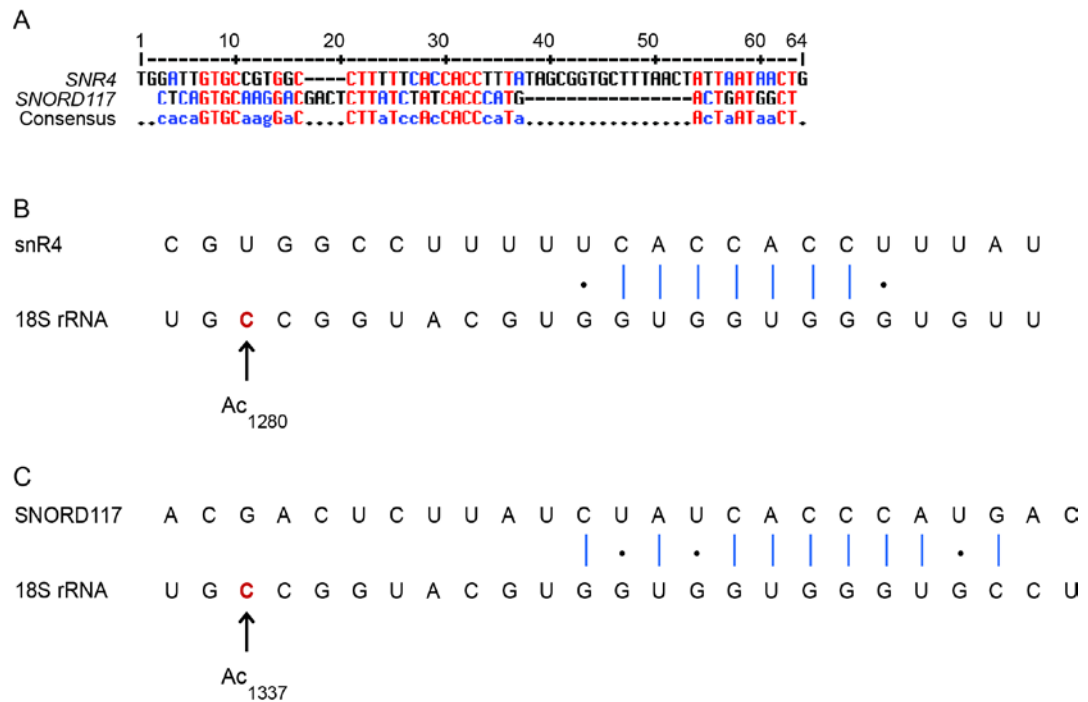 A
1 10 20 30 40 50 60 64
|--------+---------+---------+---------+---------+---------+---|
SNR4 TGGATTGTGCCGTGGC----CTTTTTCACCACCTTTATAGCGGTGCTTTAACTATTAATAACTG
SNORD117 CTCAGTGCAAGGACGACTCTTATCTATCACCCATG----------------ACTGATGGCT
Consensus ..cacaGTGCaagGaC....CTTaTccAcCACCcaTa................AcTaATaaCT.
B
snR4 C G U G G C C U U U U U C A C C A C C U U U A U
18S rRNA U G C C G G U A C G U G G U G G U G G G U G U U
Ac1280
C
SNORD117 A C G A C U C U U A U C U A U C A C C C A U G A C
18S rRNA U G C C G G U A C G U G G U G G U G G G U G C C U
Ac1337